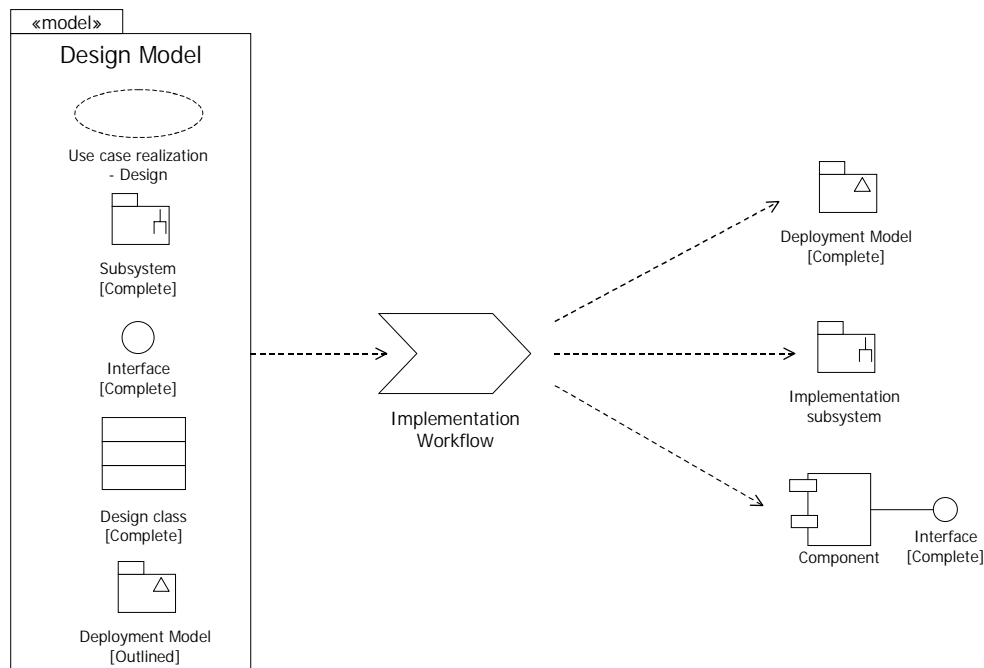 «model»
Design Model
Use case realization
- Design
Subsystem
[Complete]
Interface
[Complete]
Design class
[Complete]
Deployment Model
[Outlined]
Implementation
Workflow
Deployment Model
[Complete]
Implementation
subsystem
Component
Interface
[Complete]